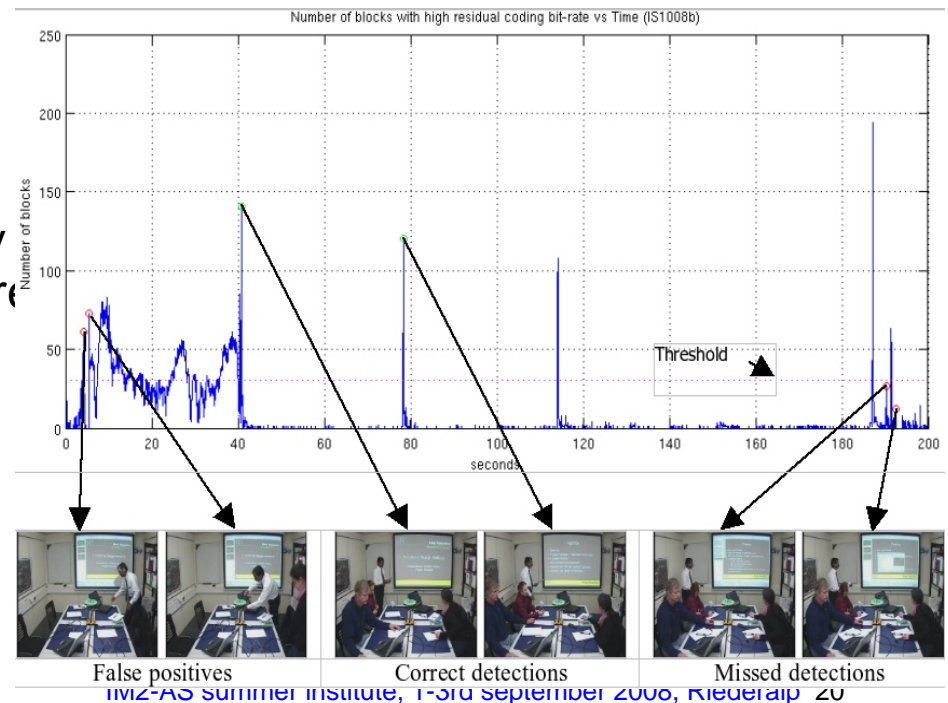 Number of blocks with high residual coding bit-rate vs Time (IS1008b)
250
200
150
100
50
0
Number of blocks
Threshold
0 20 40 60 80 100 120 140 160 180 200
seconds
False positives
Correct detections
Missed detections
IM2-AS summer institute, 1-3rd september 2008, Riederalp 20